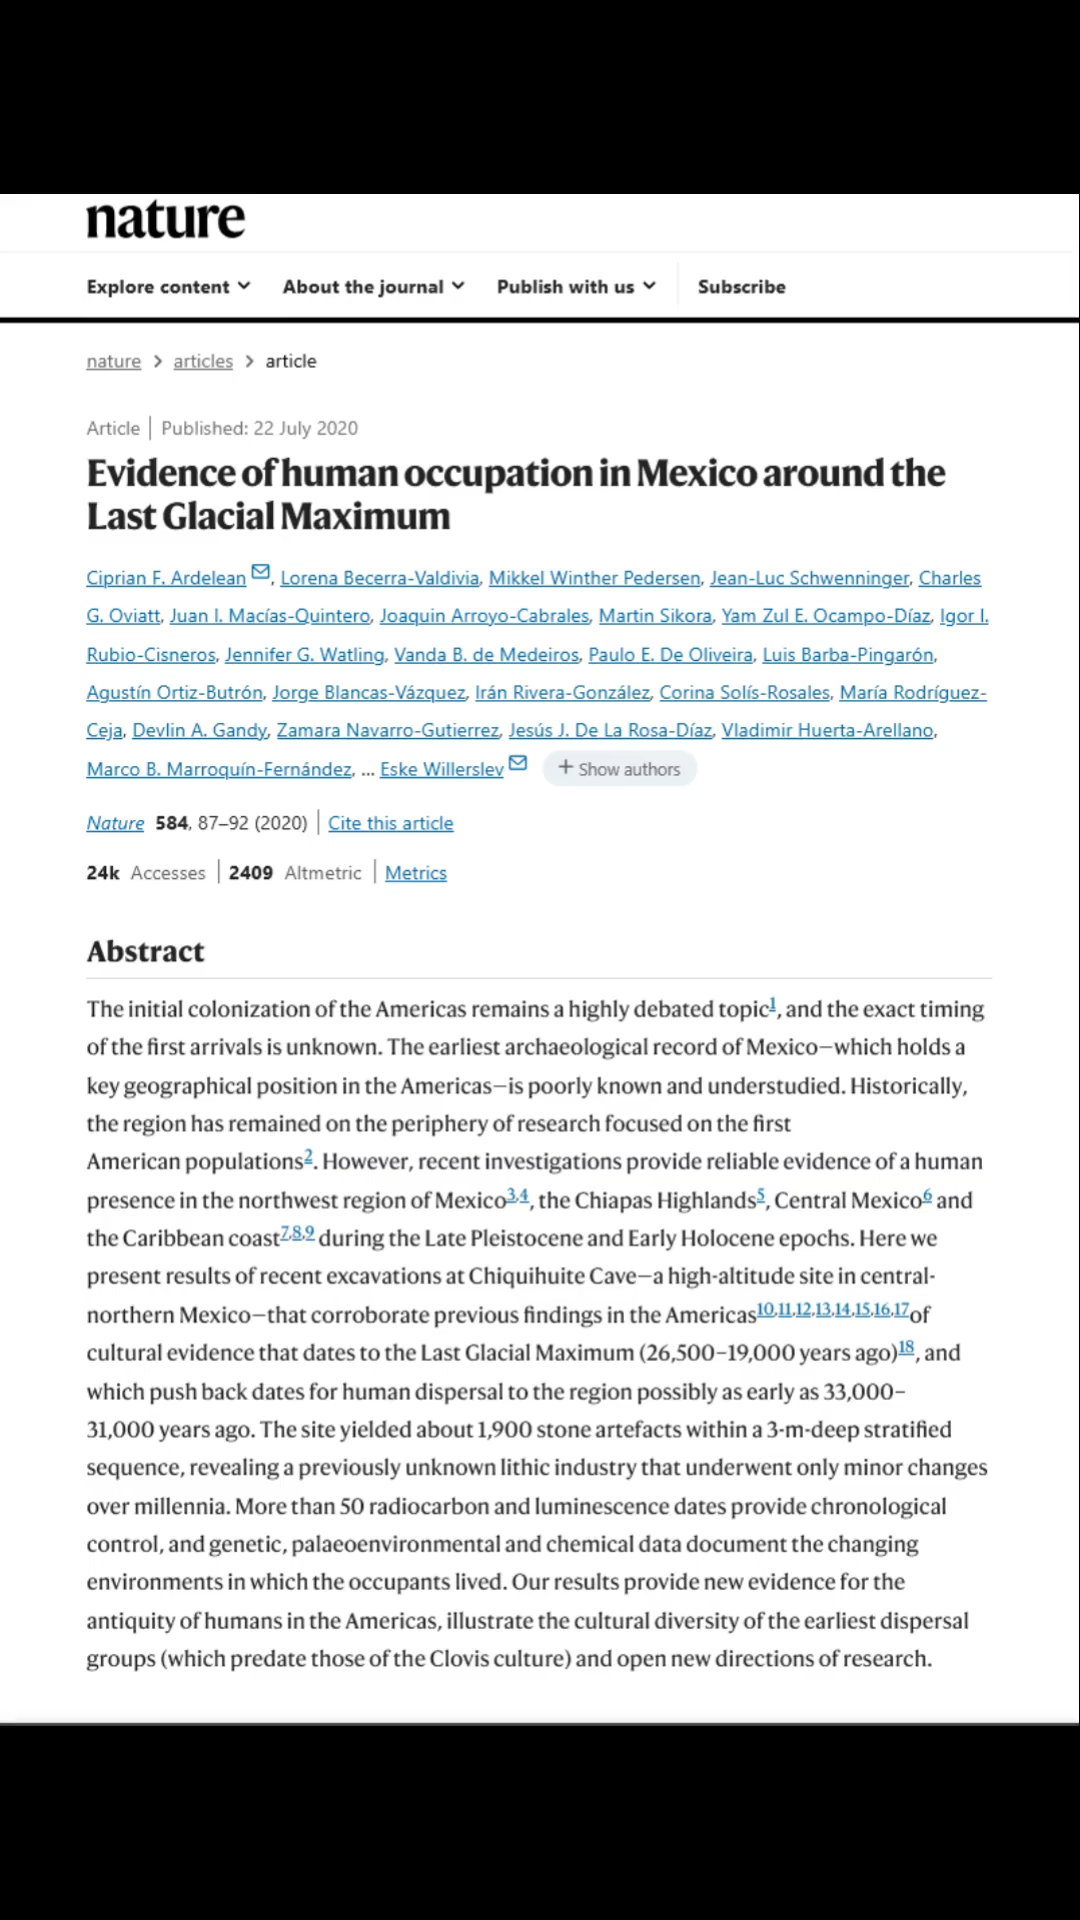 nature
Explore content About the journal Publish with us Subscribe
nature > articles > article
Article | Published: 22 July 2020
Evidence of human occupation in Mexico around the
Last Glacial Maximum
Ciprian F. Ardelean, Lorena Becerra-Valdivia, Mikkel Winther Pedersen, Jean-Luc Schwenninger, Charles
G. Oviatt, Juan I. Macías-Quintero, Joaquin Arroyo-Cabrales, Martin Sikora, Yam Zul E. Ocampo-Díaz, Igor I.
Rubio-Cisneros, Jennifer G. Watling, Vanda B. de Medeiros, Paulo E. De Oliveira, Luis Barba-Pingarón,
Agustín Ortiz-Butrón, Jorge Blancas-Vázquez, Irán Rivera-González, Corina Solís-Rosales, María Rodríguez-
Ceja, Devlin A. Gandy, Zamara Navarro-Gutierrez, Jesús J. De La Rosa-Díaz, Vladimir Huerta-Arellano,
Marco B. Marroquín-Fernández, ... Eske Willerslev + Show authors
Nature 584, 87–92 (2020) | Cite this article
24k Accesses | 2409 Altmetric | Metrics
Abstract
The initial colonization of the Americas remains a highly debated topic1, and the exact timing
of the first arrivals is unknown. The earliest archaeological record of Mexico—which holds a
key geographical position in the Americas—is poorly known and understudied. Historically,
the region has remained on the periphery of research focused on the first
American populations2. However, recent investigations provide reliable evidence of a human
presence in the northwest region of Mexico3,4, the Chiapas Highlands5, Central Mexico6 and
the Caribbean coast7,8,9 during the Late Pleistocene and Early Holocene epochs. Here we
present results of recent excavations at Chiquihuite Cave—a high-altitude site in central-
northern Mexico—that corroborate previous findings in the Americas10,11,12,13,14,15,16,17of
cultural evidence that dates to the Last Glacial Maximum (26,500–19,000 years ago)18, and
which push back dates for human dispersal to the region possibly as early as 33,000–
31,000 years ago. The site yielded about 1,900 stone artefacts within a 3-m-deep stratified
sequence, revealing a previously unknown lithic industry that underwent only minor changes
over millennia. More than 50 radiocarbon and luminescence dates provide chronological
control, and genetic, palaeoenvironmental and chemical data document the changing
environments in which the occupants lived. Our results provide new evidence for the
antiquity of humans in the Americas, illustrate the cultural diversity of the earliest dispersal
groups (which predate those of the Clovis culture) and open new directions of research.